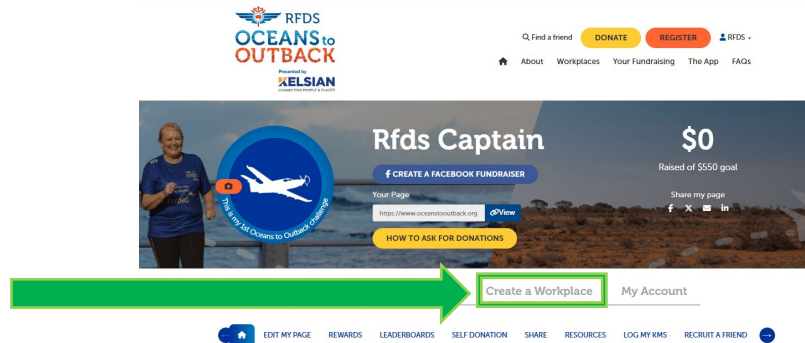 RFDS
OCEANS to
OUTBACK
Presented by
KELSIAN
CONNECTING PEOPLE & PLACES
Find a friend DONATE REGISTER RFDS
About Workplaces Your Fundraising The App FAQs
Rfds Captain
$0
Raised of $550 goal
CREATE A FACEBOOK FUNDRAISER
Your Page
Share my page
https://www.oceanstooutback.org View
HOW TO ASK FOR DONATIONS
This is my 1st Oceans to Outback challenge
Create a Workplace My Account
EDIT MY PAGE REWARDS LEADERBOARDS SELF DONATION SHARE RESOURCES LOG MY KMS RECRUIT A FRIEND